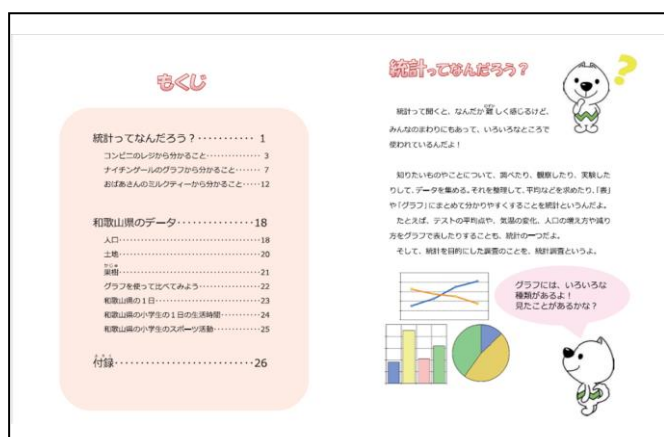 もくじ
統計ってなんだろう？ ··········· 1
コンビニのレジから分かること ··············· 3
ナイチンゲールのグラフから分かること ······ 7
おばあさんのミルクティーから分かること ···12
和歌山県のデータ ···············18
人口 ·······································18
土地 ·······································20
果樹 ·······································21
グラフを使って比べてみよう ···············22
和歌山県の１日 ···························23
和歌山県の小学生の１日の生活時間 ·········24
和歌山県の小学生のスポーツ活動 ···········25
付録 ··························26
統計ってなんだろう？
?
統計って聞くと、なんだか難しく感じるけど、
みんなのまわりにもあって、いろいろなところで
使われているんだよ！
知りたいものやことについて、調べたり、観察したり、実験した
りして、データを集める。それを整理して、平均などを求めたり、「表」
や「グラフ」にまとめて分かりやすくすることを統計というんだよ。
たとえば、テストの平均点や、気温の変化、人口の増え方や減り
方をグラフで表したりすることも、統計の一つだよ。
そして、統計を目的にした調査のことを、統計調査というよ。
グラフには、いろいろな
種類があるよ！
見たことがあるかな？